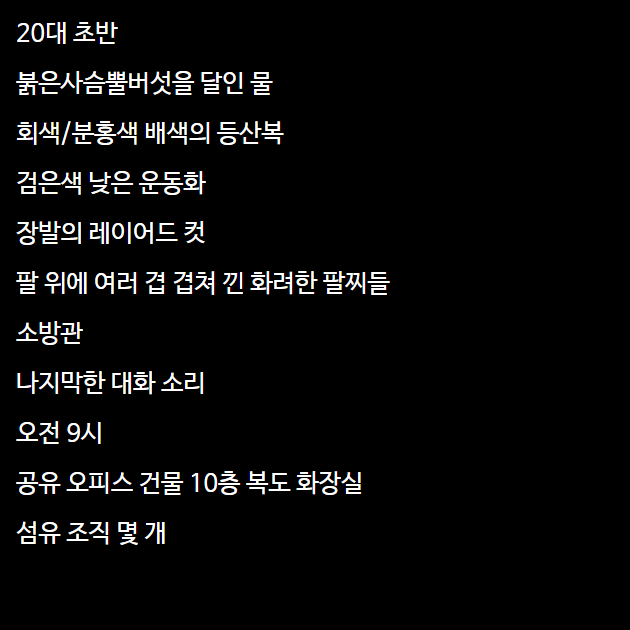 20대 초반
붉은사슴뿔버섯을 달인 물
회색/분홍색 배색의 등산복
검은색 낮은 운동화
장발의 레이어드 컷
팔 위에 여러 겹 겹쳐 낀 화려한 팔찌들
소방관
나지막한 대화 소리
오전 9시
공유 오피스 건물 10층 복도 화장실
섬유 조직 몇 개